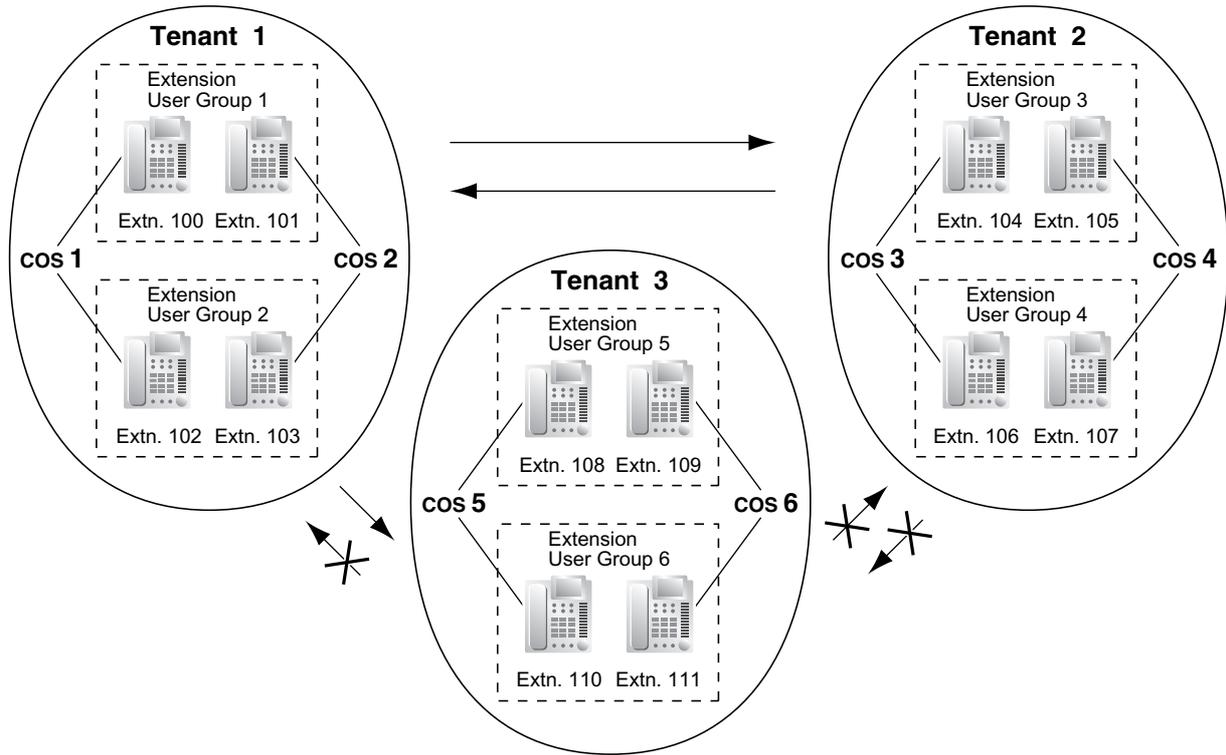 Tenant 1
Extension
User Group 1
Extn. 100 Extn. 101
COS 1
COS 2
Extension
User Group 2
Extn. 102 Extn. 103
Tenant 2
Extension
User Group 3
Extn. 104 Extn. 105
COS 3
COS 4
Extension
User Group 4
Extn. 106 Extn. 107
Tenant 3
Extension
User Group 5
Extn. 108 Extn. 109
COS 5
COS 6
Extension
User Group 6
Extn. 110 Extn. 111